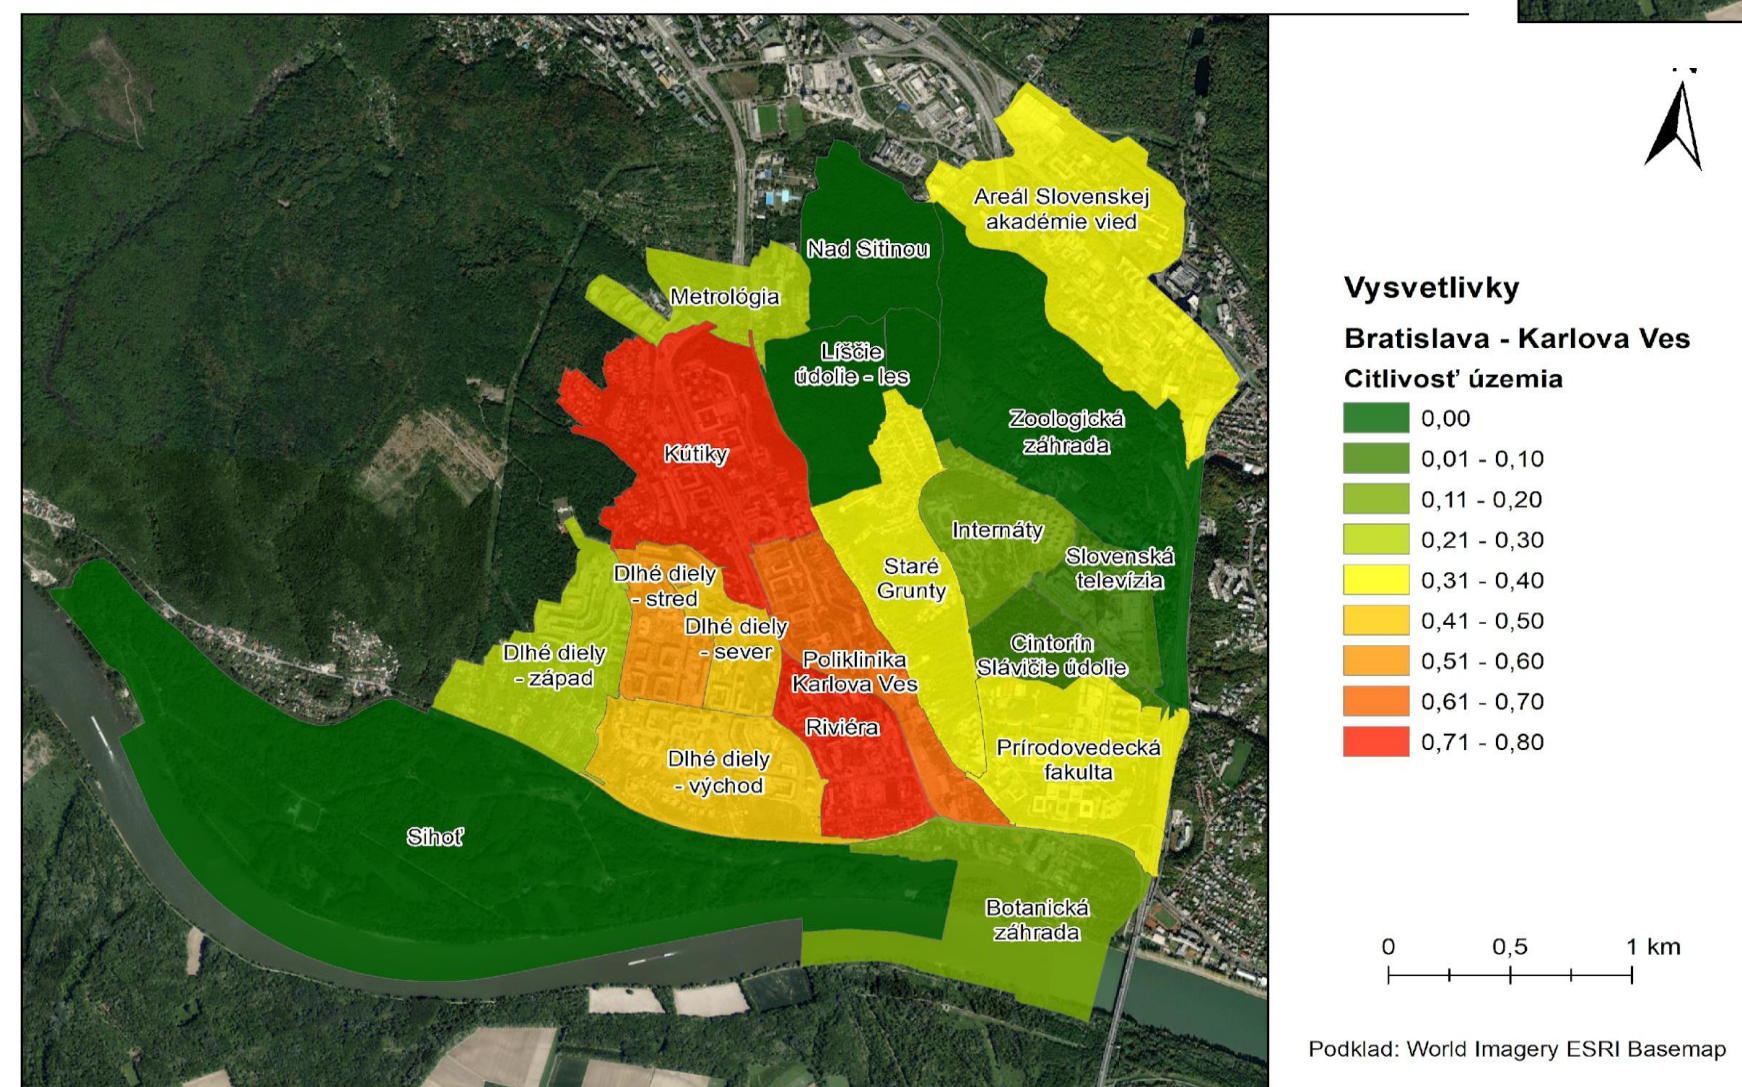 Areál Slovenskej
akadémie vied
Nad Sitinou
Metrológia
Líščie
údolie - les
Zoologická
záhrada
Kútiky
Internáty
Slovenská
televízia
Staré
Grunty
Dlhé diely
- stred
Dlhé diely
- sever
Cintorín
Slávičie údolie
Dlhé diely
- západ
Poliklinika
Karlova Ves
Riviéra
Prírodovedecká
fakulta
Dlhé diely
- východ
Sihoť
Botanická
záhrada
N
Vysvetlivky
Bratislava - Karlova Ves
Citlivosť územia
0,00
0,01 - 0,10
0,11 - 0,20
0,21 - 0,30
0,31 - 0,40
0,41 - 0,50
0,51 - 0,60
0,61 - 0,70
0,71 - 0,80
0 0,5 1 km
Podklad: World Imagery ESRI Basemap